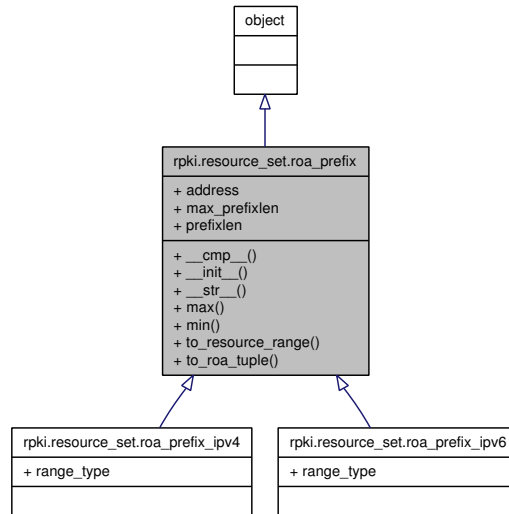 object
rpki.resource_set.roa_prefix
+ address
+ max_prefixlen
+ prefixlen
+ __cmp__()
+ __init__()
+ __str__()
+ max()
+ min()
+ to_resource_range()
+ to_roa_tuple()
rpki.resource_set.roa_prefix_ipv4
+ range_type
rpki.resource_set.roa_prefix_ipv6
+ range_type